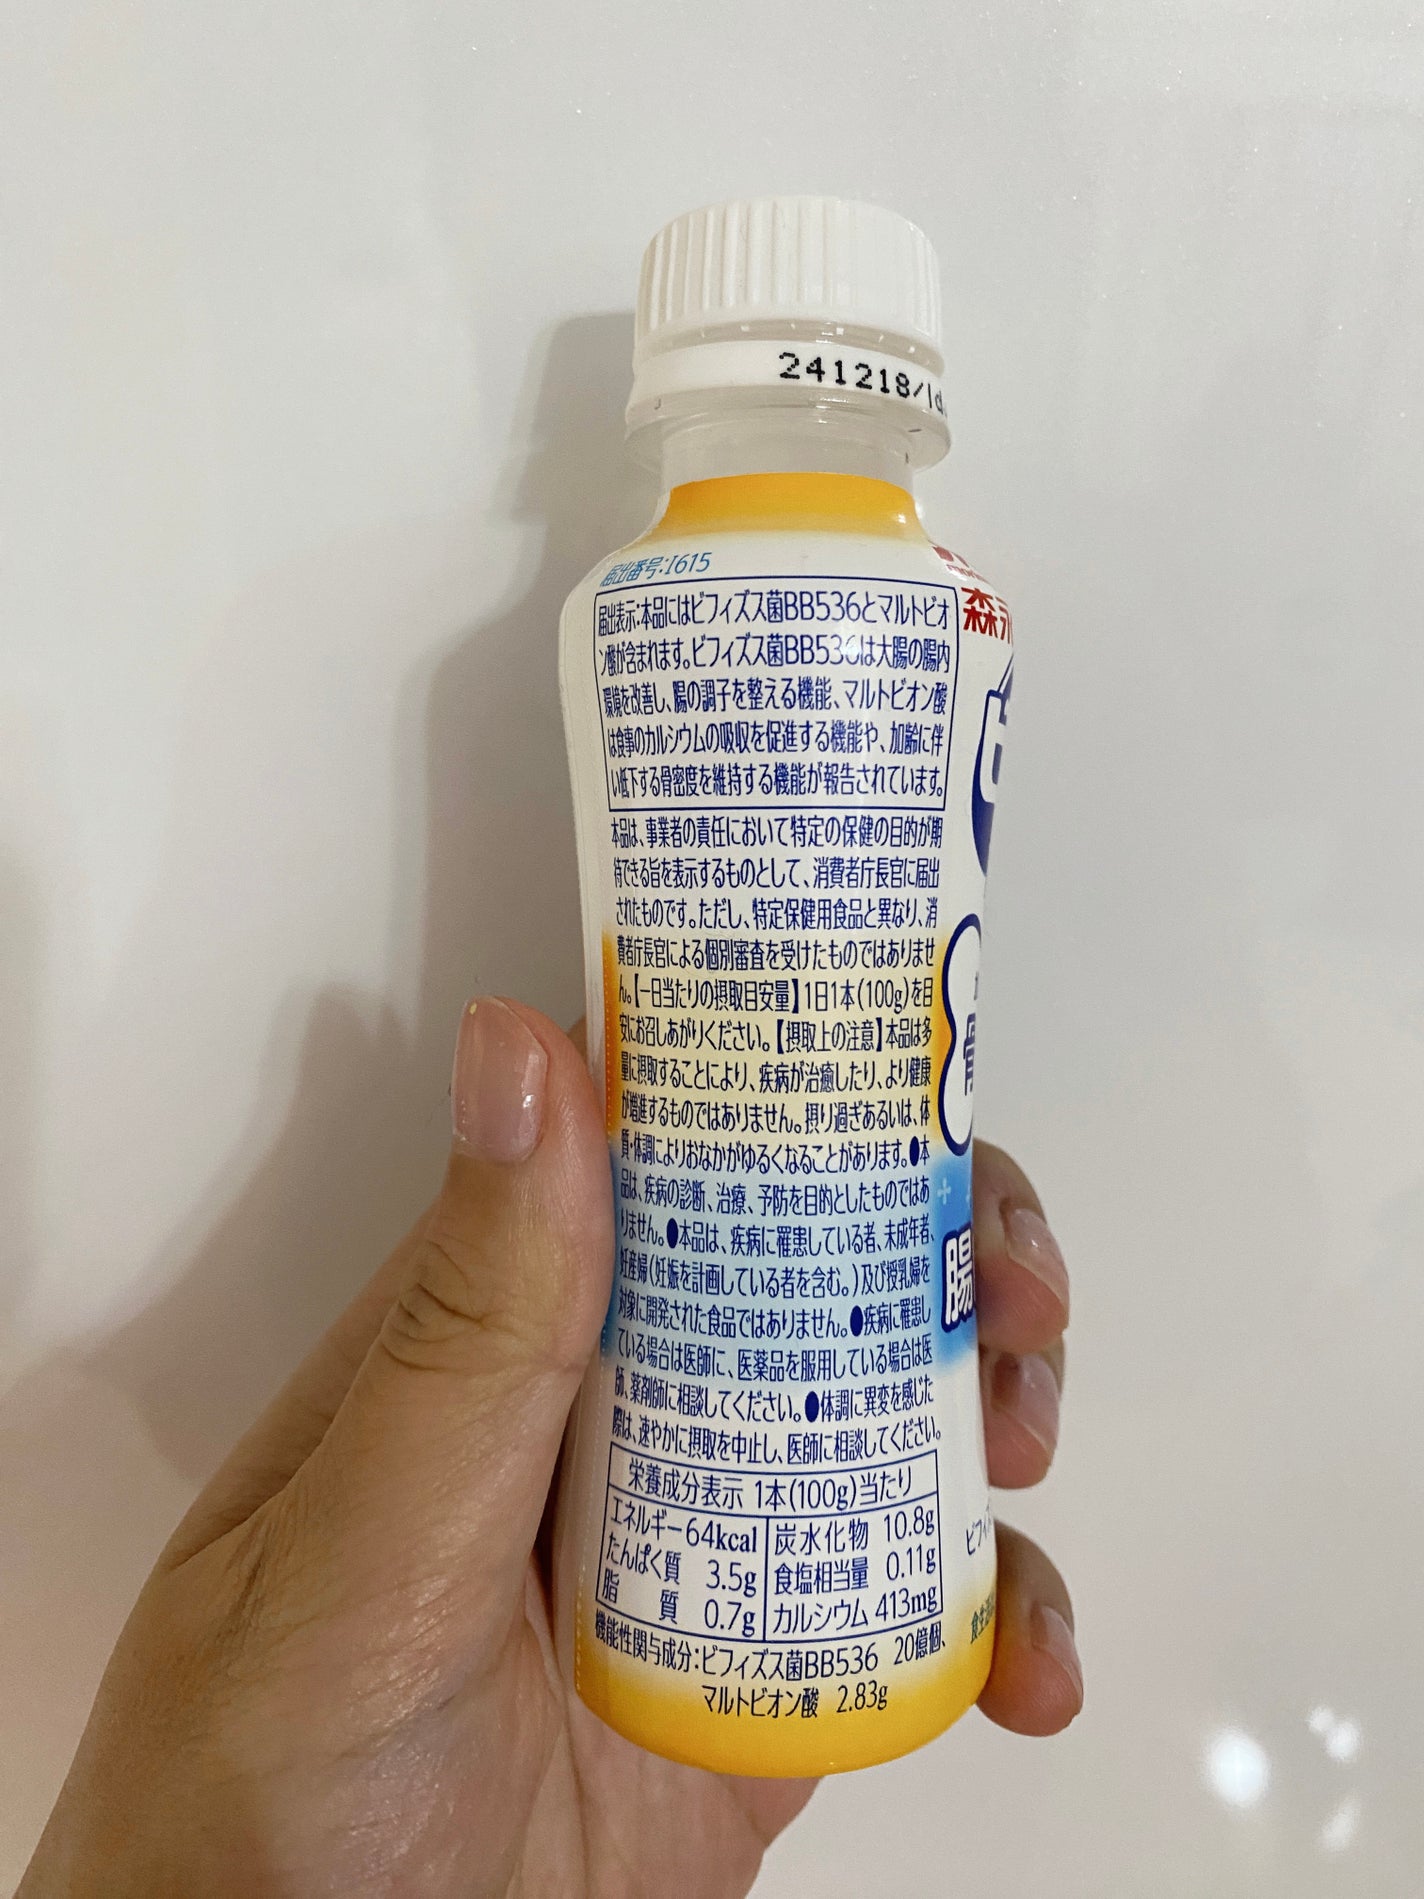 241218/
届出番号:I615
届出表示:本品にはビフィズス菌BB536とマルトビオ
ン酸が含まれます。ビフィズス菌BB536は大腸の腸内
環境を改善し、腸の調子を整える機能、マルトビオン酸
は食事のカルシウムの吸収を促進する機能や、加齢に伴
い低下する骨密度を維持する機能が報告されています。
本品は、事業者の責任において特定の保健の目的が期
待できる旨を表示するものとして、消費者庁長官に届出
されたものです。ただし、特定保健用食品と異なり、消
費者庁長官による個別審査を受けたものではありませ
ん。【一日当たりの摂取目安量】1日1本(100g)を目
安にお召しあがりください。【摂取上の注意】本品は多
量に摂取することにより、疾病が治癒したり、より健康
が増進するものではありません。摂り過ぎあるいは、体
質・体調によりおなかがゆるくなることがあります。●本
品は、疾病の診断、治療、予防を目的としたものではあ
りません。●本品は、疾病に罹患している者、未成年者、
妊産婦(妊娠を計画している者を含む。)及び授乳婦を
対象に開発された食品ではありません。●疾病に罹患し
ている場合は医師に、医薬品を服用している場合は医
師、薬剤師に相談してください。●体調に異変を感じた
際は、速やかに摂取を中止し、医師に相談してください。
栄養成分表示 1本(100g)当たり
エネルギー 64kcal
たんぱく質 3.5g
脂質 0.7g
炭水化物 10.8g
食塩相当量 0.11g
カルシウム 413mg
機能性関与成分:ビフィズス菌BB536 20億個、
マルトビオン酸 2.83g
森永
骨
腸
ビフィ
食生活